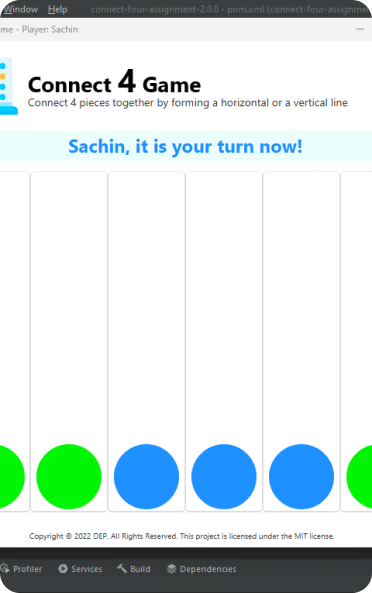 Window Help connect-four-assignment-2.0.0 - pom.xml (connect-four-assignmen
me - Player: Sachin
Connect 4 Game
Connect 4 pieces together by forming a horizontal or a vertical line
Sachin, it is your turn now!
Copyright © 2022 DEP. All Rights Reserved. This project is licensed under the MIT license.
Profiler Services Build Dependencies